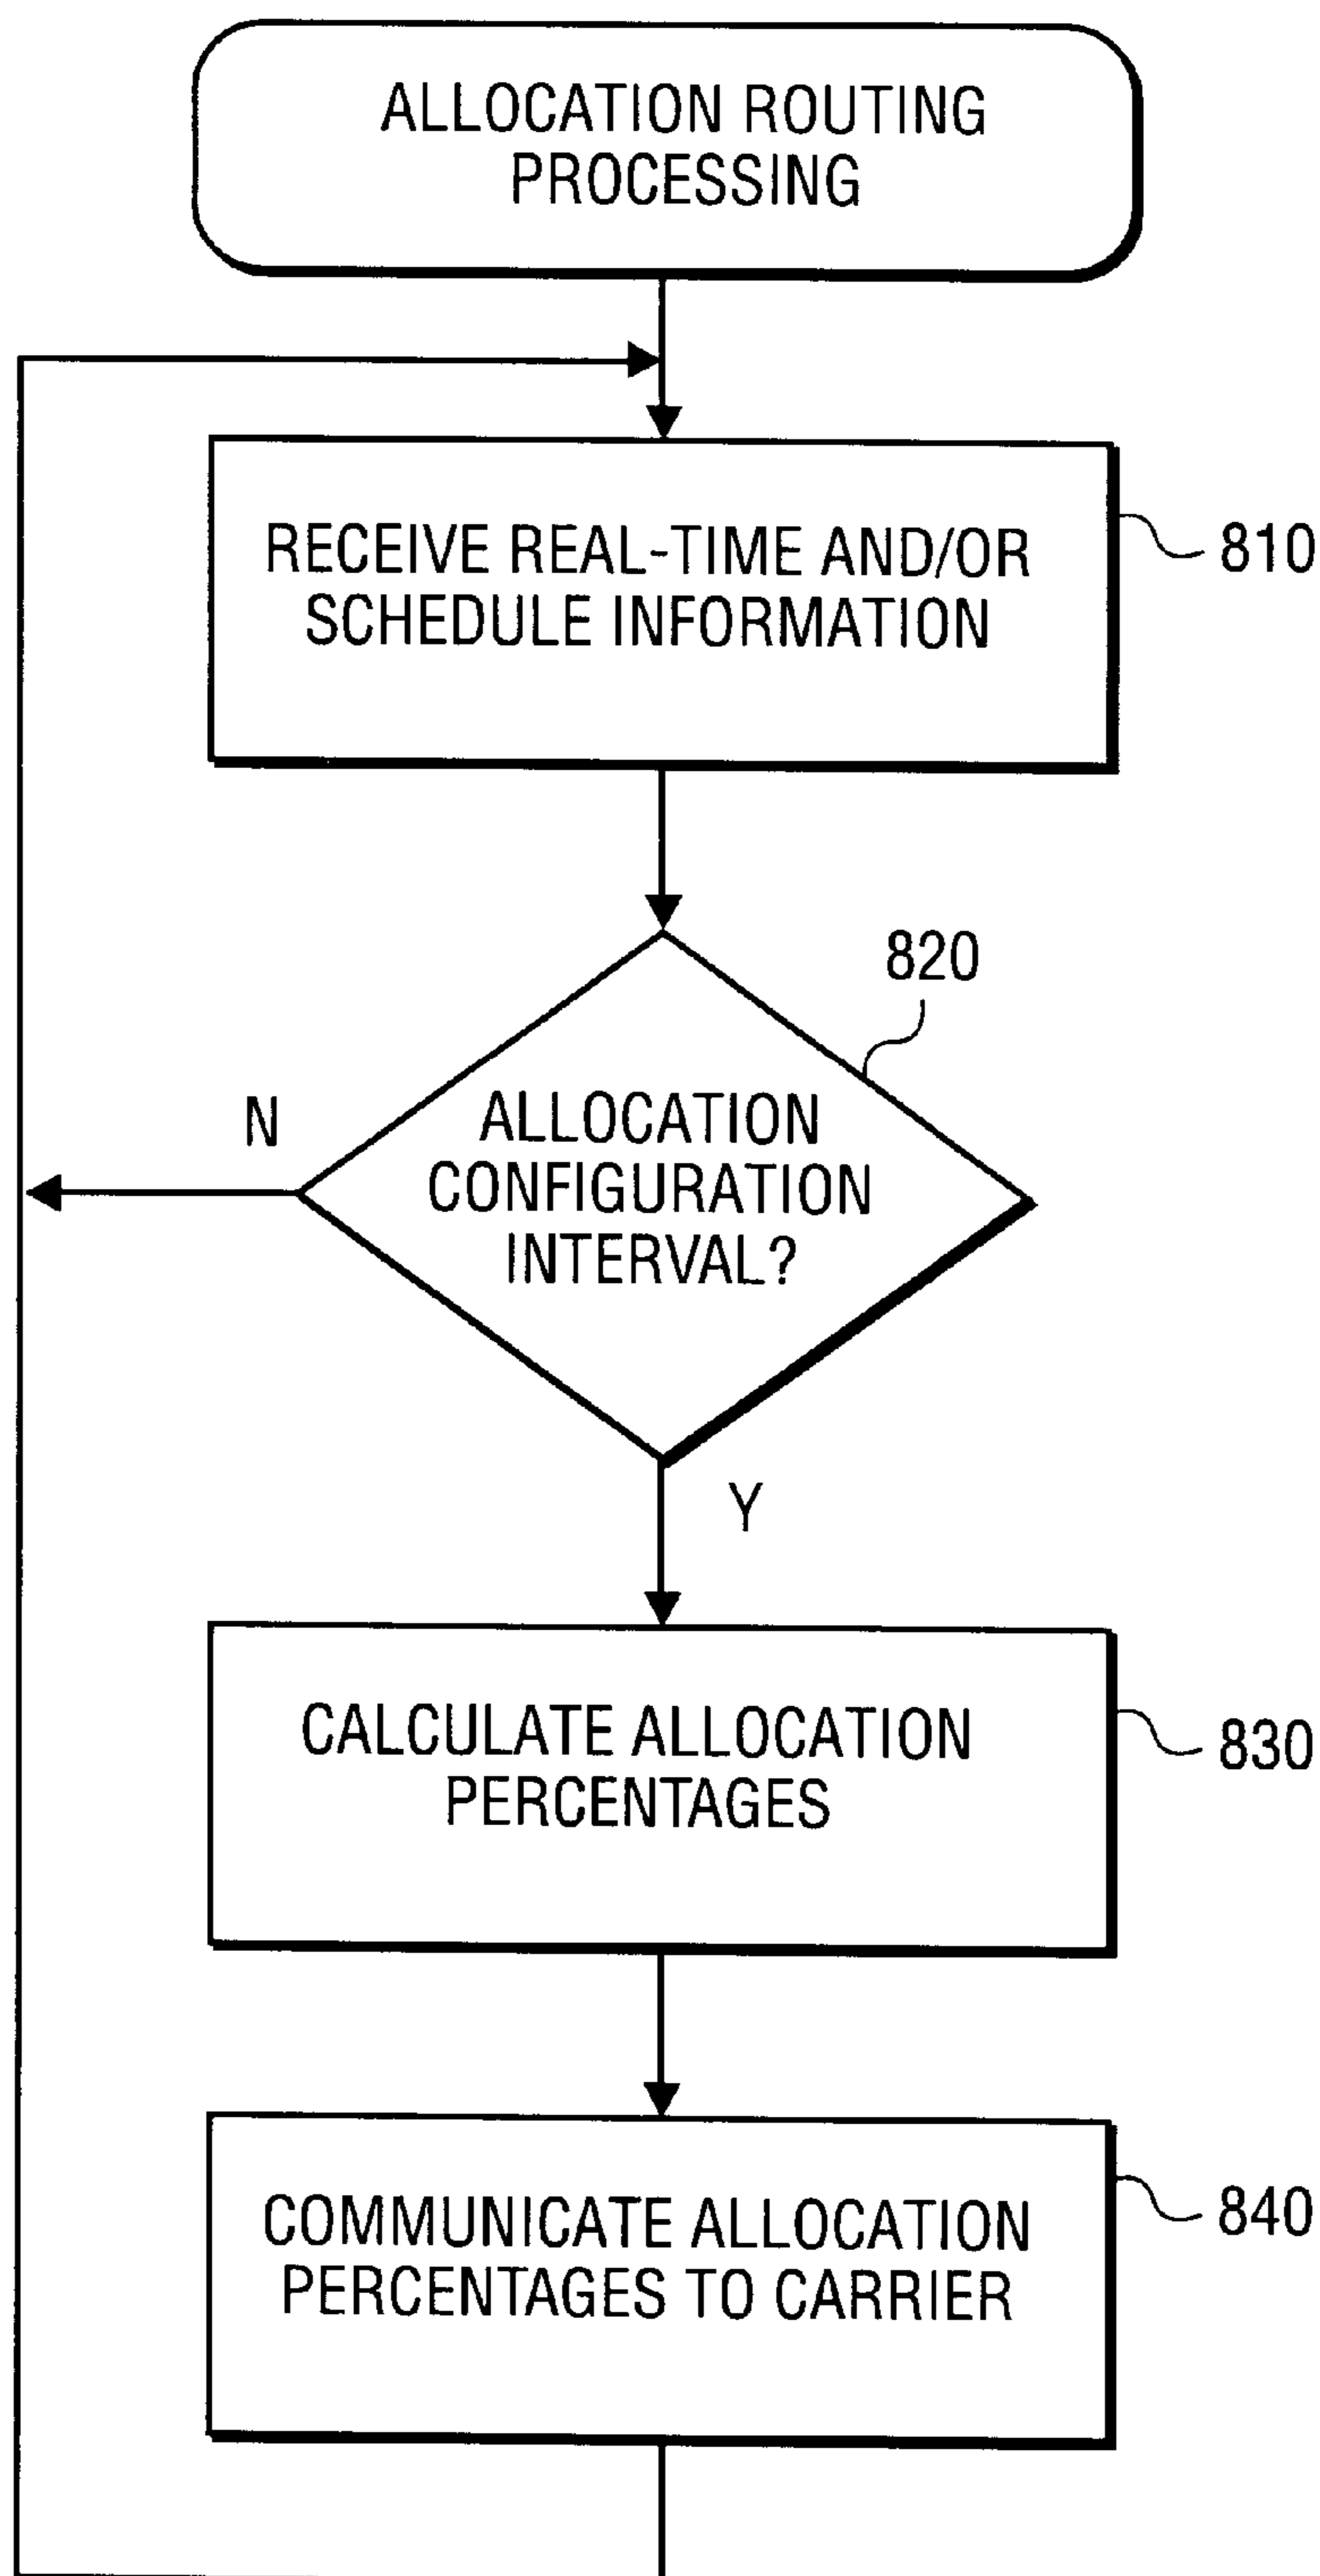 ALLOCATION ROUTING
PROCESSING
RECEIVE REAL-TIME AND/OR
SCHEDULE INFORMATION
810
820
N
ALLOCATION
CONFIGURATION
INTERVAL?
Y
CALCULATE ALLOCATION
PERCENTAGES
830
COMMUNICATE ALLOCATION
PERCENTAGES TO CARRIER
840